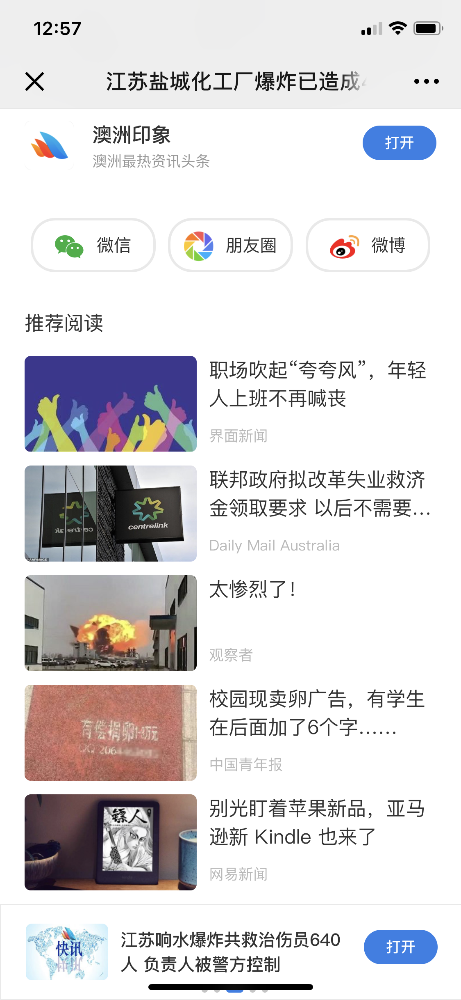 12:57
江苏盐城化工厂爆炸已造成
澳洲印象
澳洲最热资讯头条
打开
微信
朋友圈
微博
推荐阅读
职场吹起“夸夸风”，年轻
人上班不再喊丧
界面新闻
联邦政府拟改革失业救济
金领取要求 以后不需要...
Daily Mail Australia
centrelink
centrelink
© AAPIMAGE
太惨烈了！
观察者
校园现卖卵广告，有学生
在后面加了6个字......
中国青年报
有偿捐卵1-9万元
QQ 206
别光盯着苹果新品，亚马
逊新 Kindle 也来了
网易新闻
镖人
kindle
快讯
江苏响水爆炸共救治伤员640
人 负责人被警方控制
打开